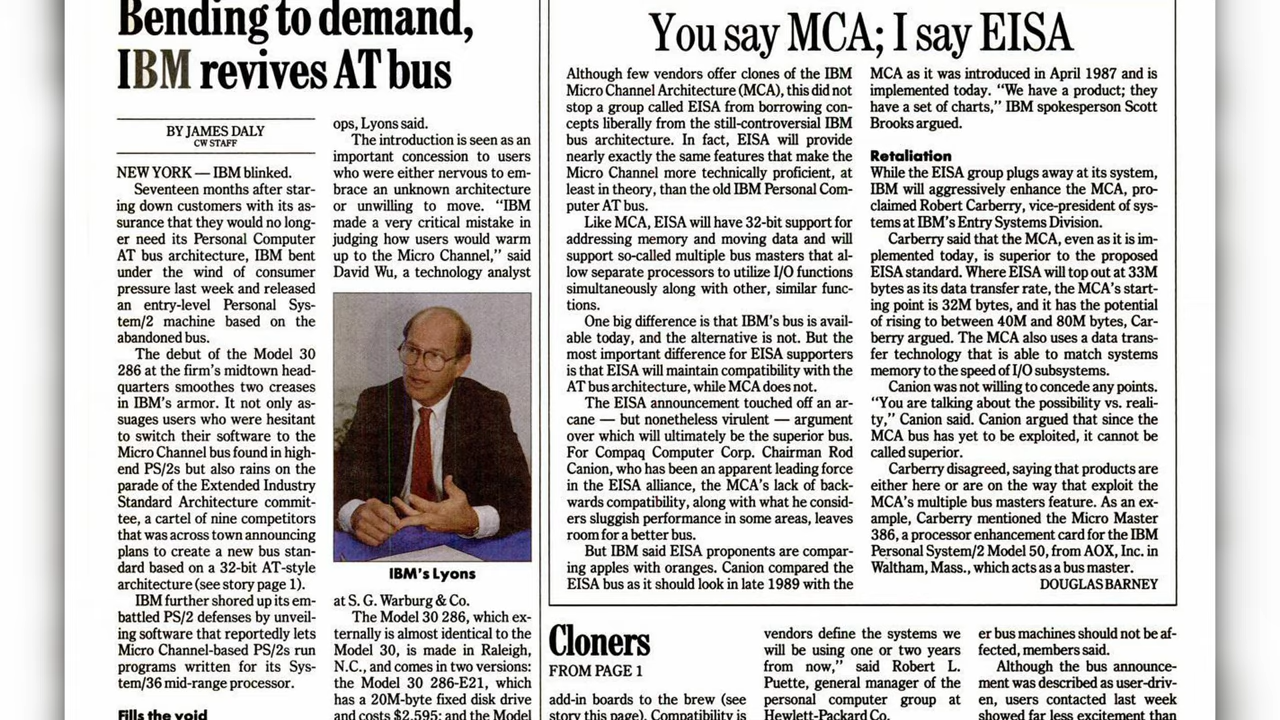 Bending to demand,
IBM revives AT bus
BY JAMES DALY
CW STAFF
NEW YORK — IBM blinked.
Seventeen months after star-
ing down customers with its as-
surance that they would no long-
er need its Personal Computer
AT bus architecture, IBM bent
under the wind of consumer
pressure last week and released
an entry-level Personal Sys-
tem/2 machine based on the
abandoned bus.
The debut of the Model 30
286 at the firm's midtown head-
quarters smoothes two creases
in IBM's armor. It not only as-
suages users who were hesitant
to switch their software to the
Micro Channel bus found in high-
end PS/2s but also rains on the
parade of the Extended Industry
Standard Architecture commit-
tee, a cartel of nine competitors
that was across town announcing
plans to create a new bus stan-
dard based on a 32-bit AT-style
architecture (see story page 1).
IBM further shored up its em-
battled PS/2 defenses by unveil-
ing software that reportedly lets
Micro Channel-based PS/2s run
programs written for its Sys-
tem/36 mid-range processor.
Fills the void
ops, Lyons said.
The introduction is seen as an
important concession to users
who were either nervous to em-
brace an unknown architecture
or unwilling to move. “IBM
made a very critical mistake in
judging how users would warm
up to the Micro Channel,” said
David Wu, a technology analyst
IBM's Lyons
at S. G. Warburg & Co.
The Model 30 286, which ex-
ternally is almost identical to the
Model 30, is made in Raleigh,
N.C., and comes in two versions:
the Model 30 286-E21, which
has a 20M-byte fixed disk drive
and costs $2,595; and the Model
You say MCA; I say EISA
Although few vendors offer clones of the IBM
Micro Channel Architecture (MCA), this did not
stop a group called EISA from borrowing con-
cepts liberally from the still-controversial IBM
bus architecture. In fact, EISA will provide
nearly exactly the same features that make the
Micro Channel more technically proficient, at
least in theory, than the old IBM Personal Com-
puter AT bus.
Like MCA, EISA will have 32-bit support for
addressing memory and moving data and will
support so-called multiple bus masters that al-
low separate processors to utilize I/O functions
simultaneously along with other, similar func-
tions.
One big difference is that IBM's bus is avail-
able today, and the alternative is not. But the
most important difference for EISA supporters
is that EISA will maintain compatibility with the
AT bus architecture, while MCA does not.
The EISA announcement touched off an ar-
cane — but nonetheless virulent — argument
over which will ultimately be the superior bus.
For Compaq Computer Corp. Chairman Rod
Canion, who has been an apparent leading force
in the EISA alliance, the MCA's lack of back-
wards compatibility, along with what he consid-
ers sluggish performance in some areas, leaves
room for a better bus.
But IBM said EISA proponents are compar-
ing apples with oranges. Canion compared the
EISA bus as it should look in late 1989 with the
MCA as it was introduced in April 1987 and is
implemented today. “We have a product; they
have a set of charts,” IBM spokesperson Scott
Brooks argued.
Retaliation
While the EISA group plugs away at its system,
IBM will aggressively enhance the MCA, pro-
claimed Robert Carberry, vice-president of sys-
tems at IBM's Entry Systems Division.
Carberry said that the MCA, even as it is im-
plemented today, is superior to the proposed
EISA standard. Where EISA will top out at 33M
bytes as its data transfer rate, the MCA's start-
ing point is 32M bytes, and it has the potential
of rising to between 40M and 80M bytes, Car-
berry argued. The MCA also uses a data trans-
fer technology that is able to match systems
memory to the speed of I/O subsystems.
Canion was not willing to concede any points.
“You are talking about the possibility vs. reali-
ty,” Canion said. Canion argued that since the
MCA bus has yet to be exploited, it cannot be
called superior.
Carberry disagreed, saying that products are
either here or are on the way that exploit the
MCA's multiple bus masters feature. As an ex-
ample, Carberry mentioned the Micro Master
386, a processor enhancement card for the IBM
Personal System/2 Model 50, from AOX, Inc. in
Waltham, Mass., which acts as a bus master.
DOUGLAS BARNEY
Cloners
FROM PAGE 1
add-in boards to the brew (see
story this page). Compatibility is
vendors define the systems we
will be using one or two years
from now,” said Robert L.
Puette, general manager of the
personal computer group at
Hewlett-Packard Co.
er bus machines should not be af-
fected, members said.
Although the bus announce-
ment was described as user-driv-
en, users contacted last week
showed far less excitement than